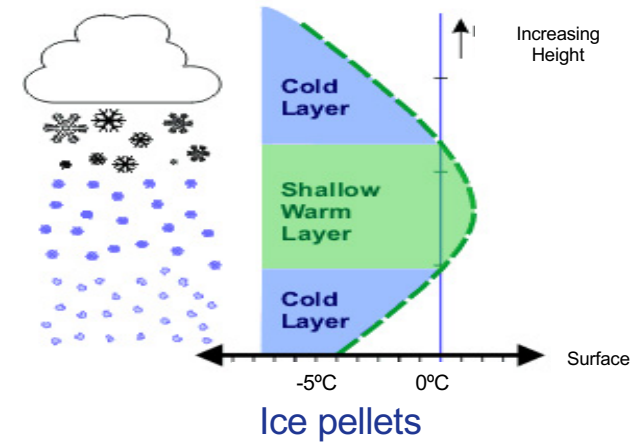 Increasing
Height
Cold
Layer
Shallow
Warm
Layer
Cold
Layer
Surface
-5ºC
0ºC
Ice pellets